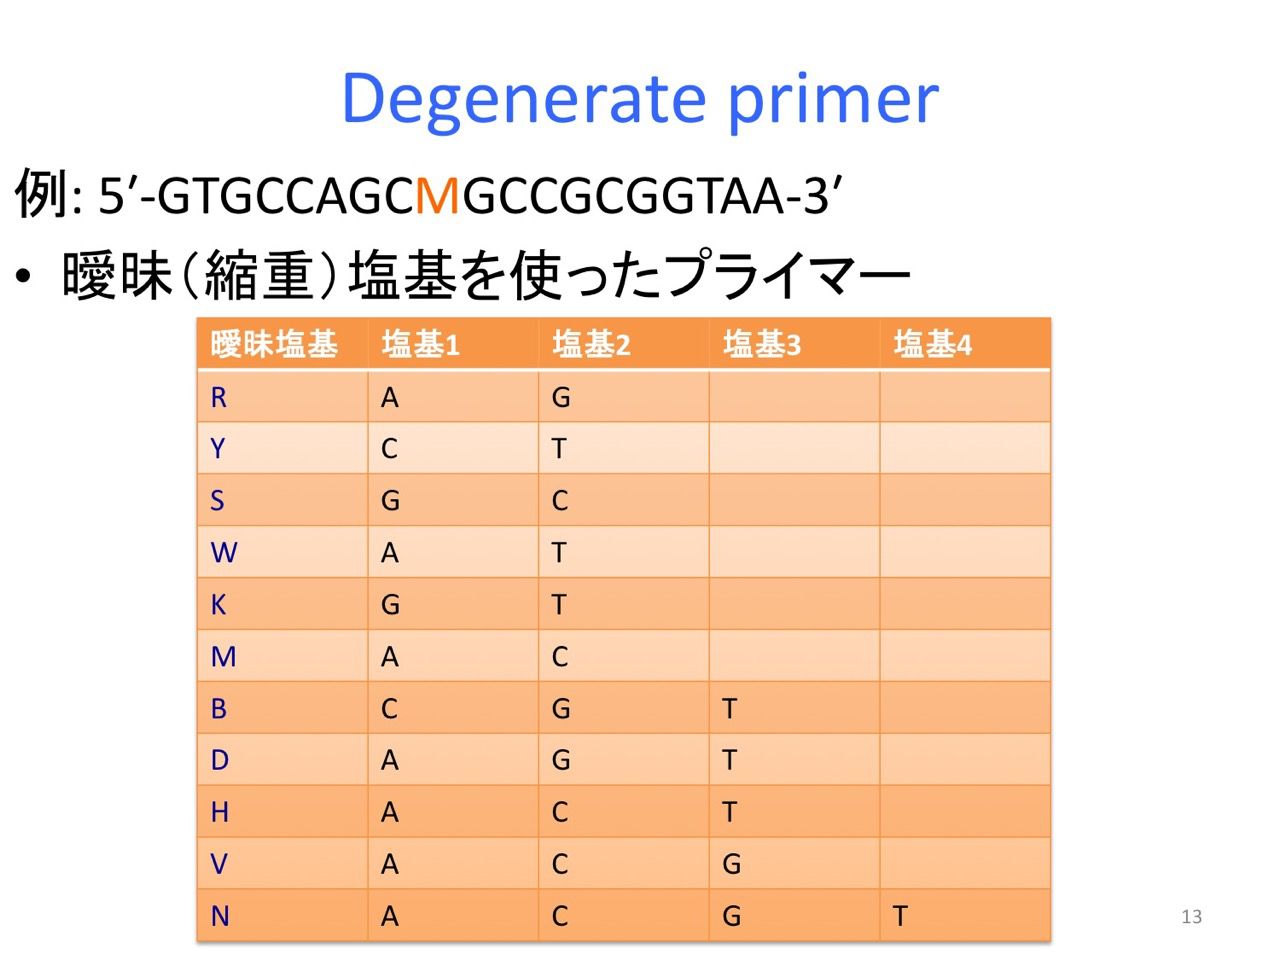 Degenerate primer
例: 5′-GTGCCAGCMGCCGCGGTAA-3′
• 曖昧（縮重）塩基を使ったプライマー
曖昧塩基 塩基1 塩基2 塩基3 塩基4
R A G
Y C T
S G C
W A T
K G T
M A C
B C G T
D A G T
H A C T
V A C G
N A C G T
13